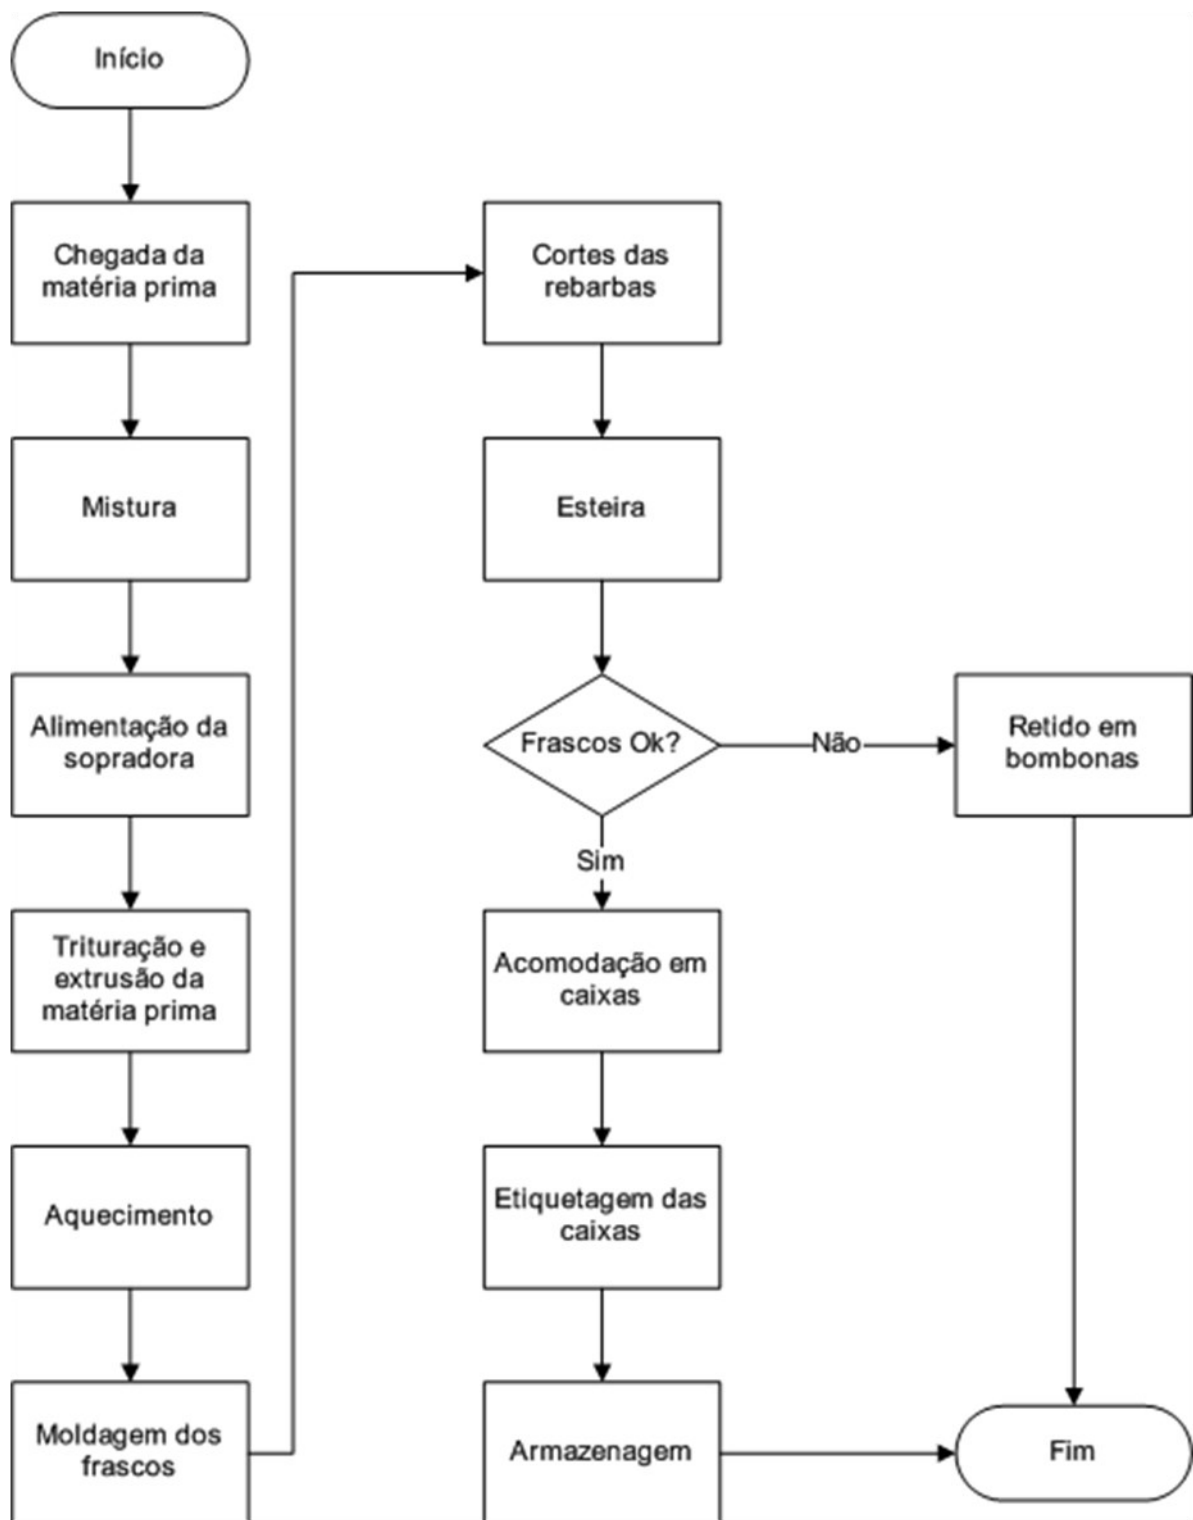 Início
Chegada da
matéria prima
Mistura
Alimentação da
sopradora
Trituração e
extrusão da
matéria prima
Aquecimento
Moldagem dos
frascos
Cortes das
rebarbas
Esteira
Frascos Ok?
Não
Retido em
bombonas
Sim
Acomodação em
caixas
Etiquetagem das
caixas
Armazenagem
Fim